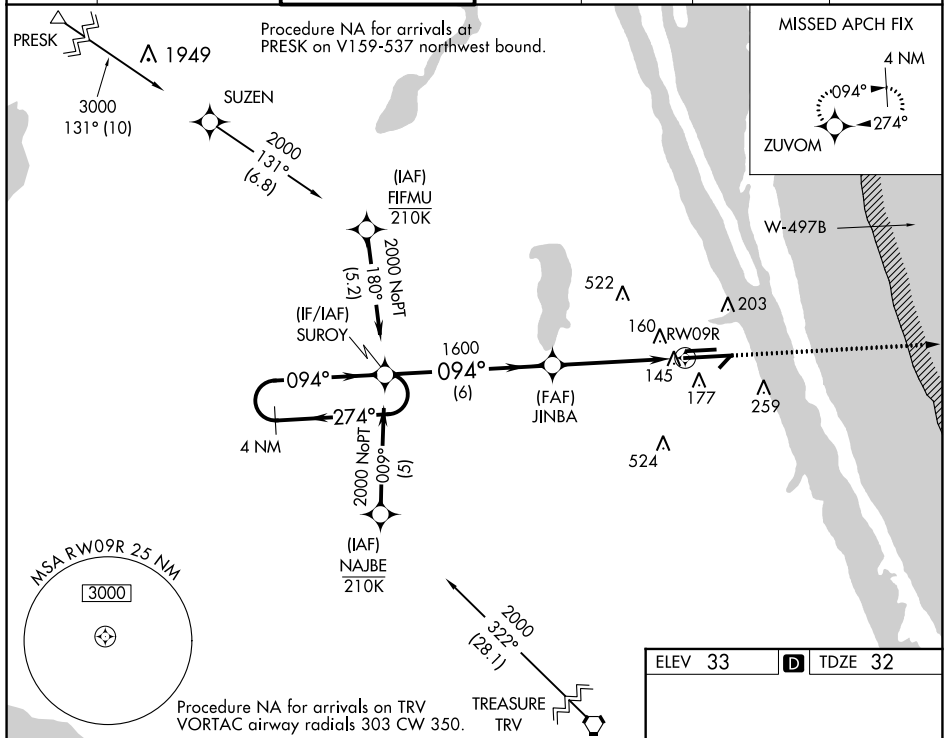 Procedure NA for arrivals at
PRESK on V159-537 northwest bound.
MISSED APCH FIX
4 NM
094°
274°
ZUVOM
PRESK
1949
3000
131° (10)
SUZEN
2000
131°
(6.8)
(IAF)
FIFMU
210K
2000 NoPT
180°
(5.2)
W-497B
522
203
160
RW09R
145
177
259
524
(IF/IAF)
SUROY
1600
094°
(6)
(FAF)
JINBA
094°
274°
4 NM
2000 NoPT
009°
(5)
(IAF)
NAJBE
210K
MSA RW09R 25 NM
3000
2000
322°
(28.1)
TREASURE
TRV
Procedure NA for arrivals on TRV
VORTAC airway radials 303 CW 350.
ELEV 33 D TDZE 32